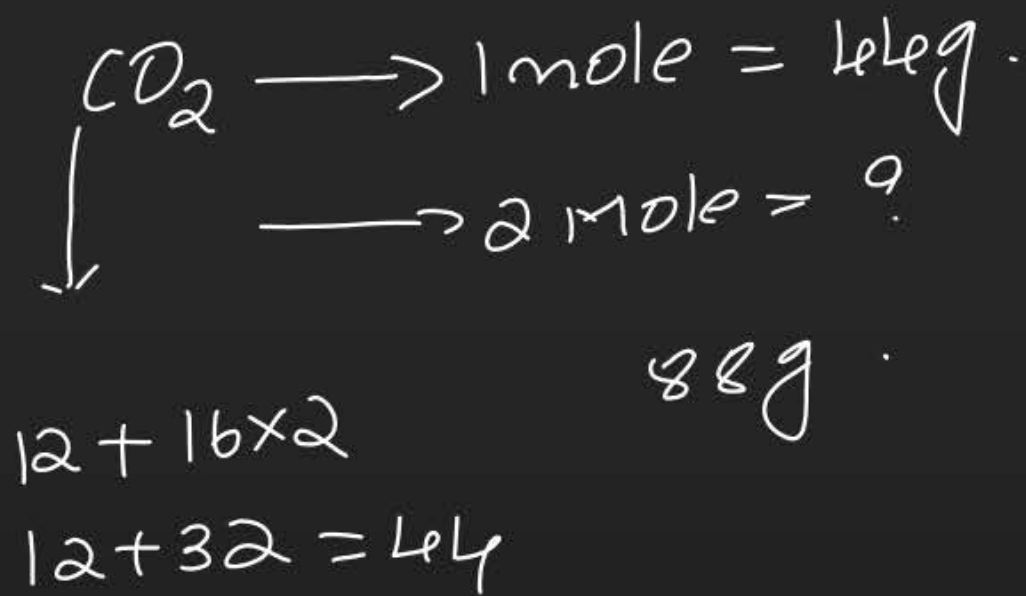 CO₂ → 1 mole = 44g.
→ 2 Mole = ?
88g.
12 + 16×2
12 + 32 = 44